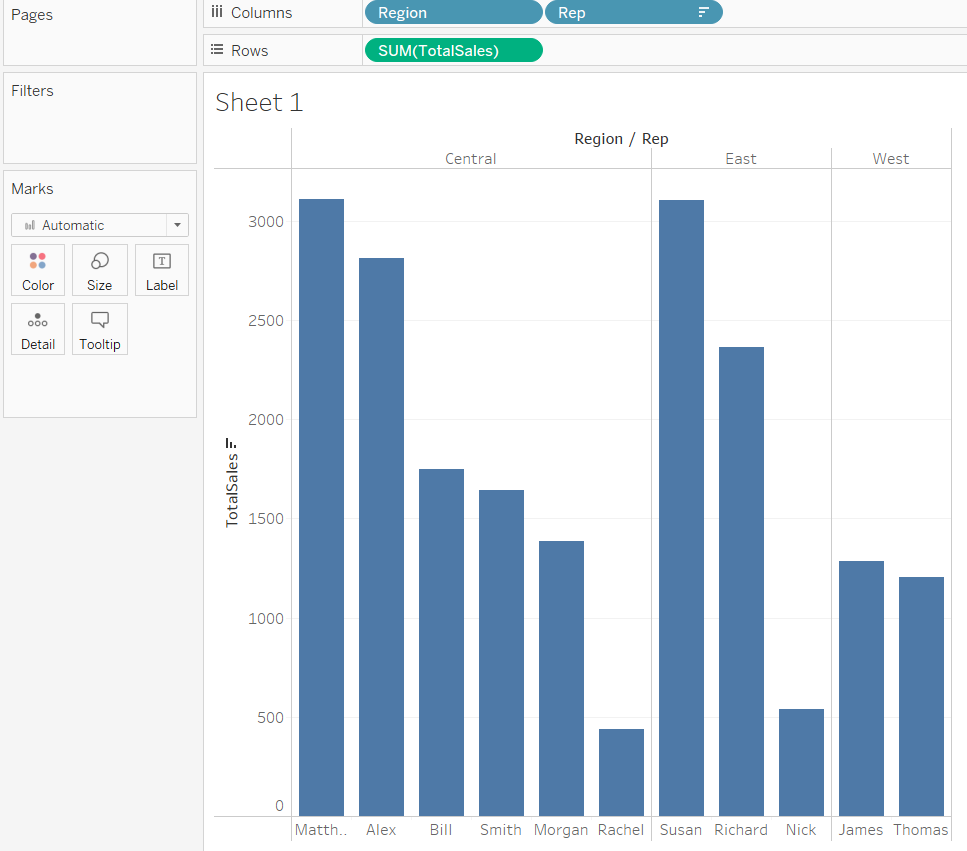 Pages
Columns
Region
Rep
Rows
SUM(TotalSales)
Filters
Marks
Automatic
Color
Size
Label
Detail
Tooltip
Sheet 1
Region / Rep
Central
East
West
TotalSales
3000
2500
2000
1500
1000
500
0
Matth..
Alex
Bill
Smith
Morgan
Rachel
Susan
Richard
Nick
James
Thomas